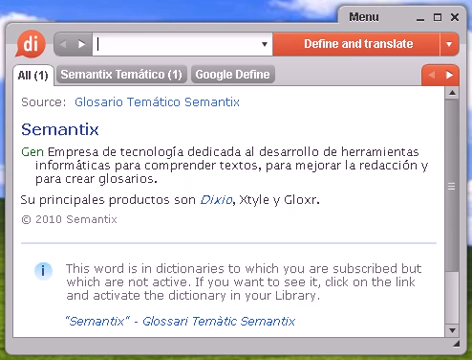 Menu
di
Define and translate
All (1)
Semantix Temático (1)
Google Define
Source: Glosario Temático Semantix
Semantix
Gen Empresa de tecnología dedicada al desarrollo de herramientas
informáticas para comprender textos, para mejorar la redacción y
para crear glosarios.
Su principales producтos son Dixio, Xtyle y Gloxr.
© 2010 Semantix
i
This word is in dictionaries to which you are subscribed but
which are not active. If you want to see it, click on the link
and activate the dictionary in your Library.
"Semantix" - Glossari Temàtic Semantix